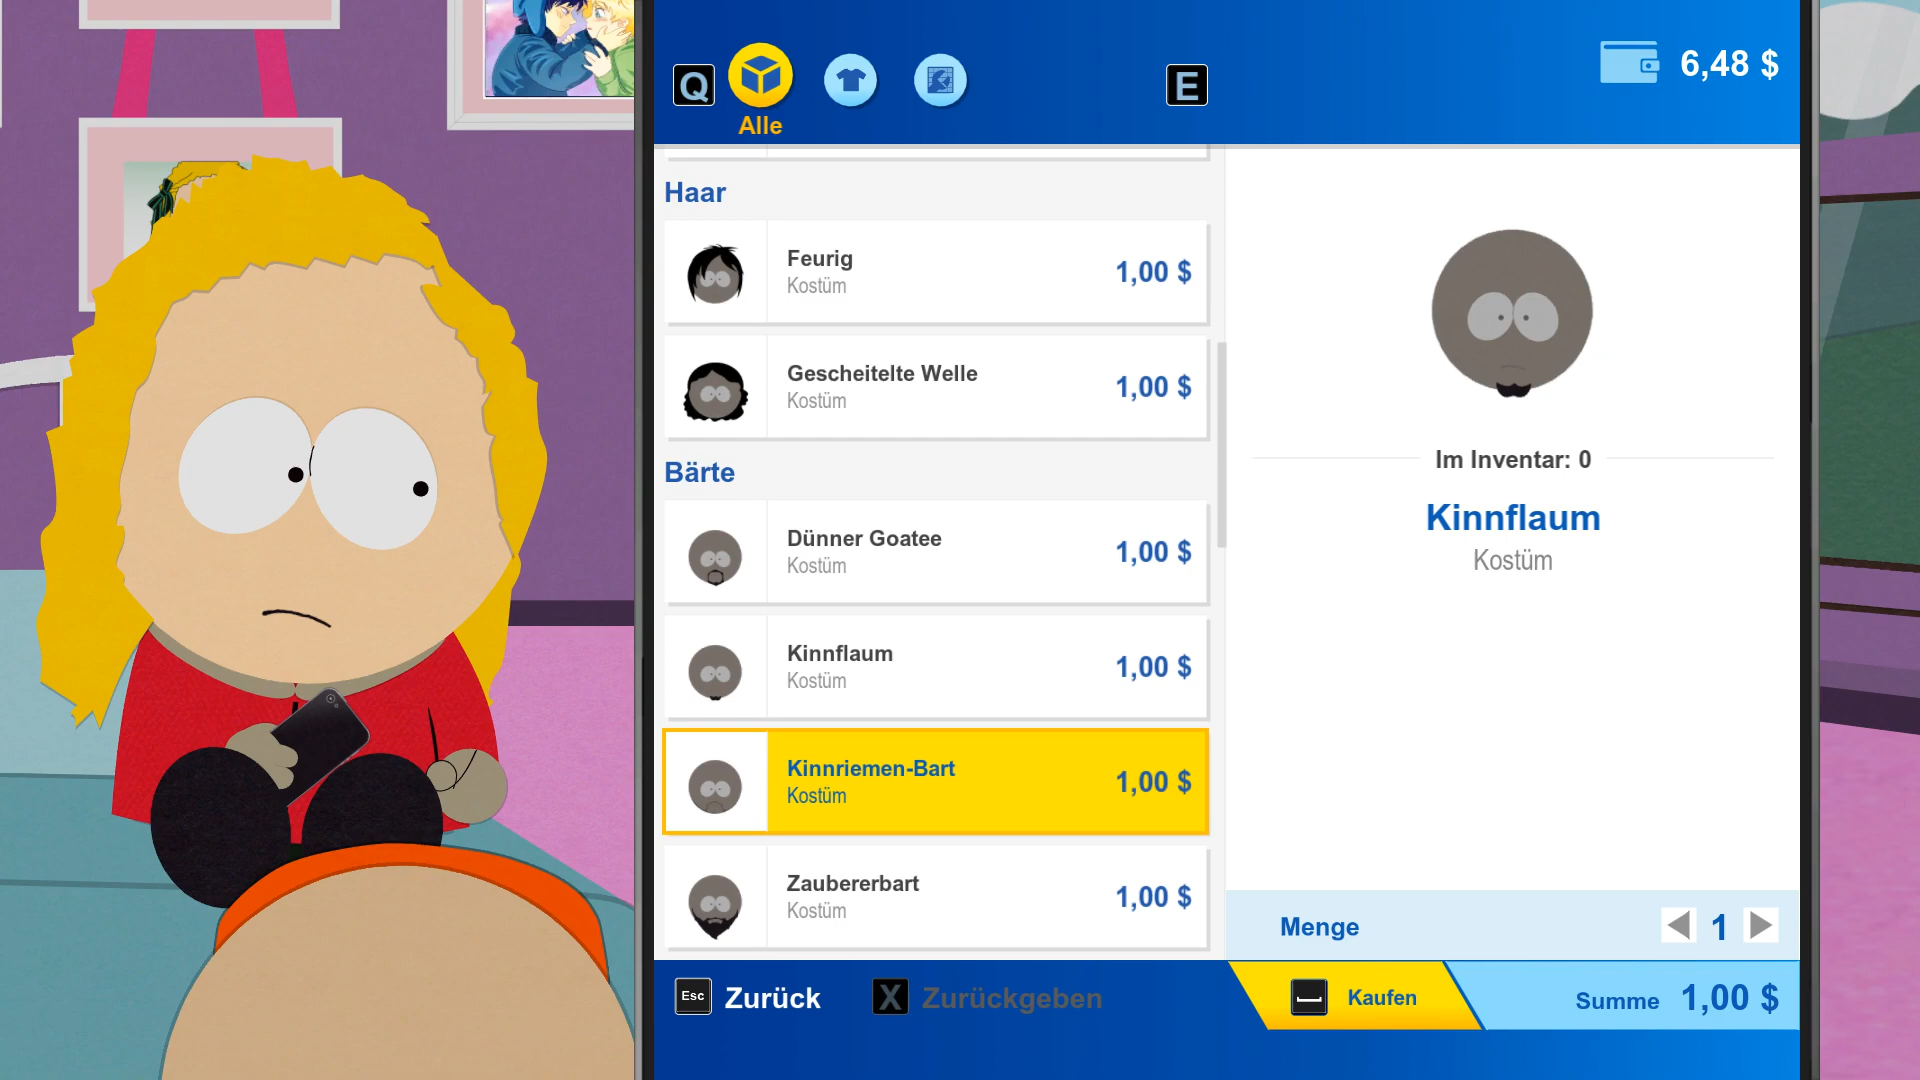 Q
Alle
E
6,48 $
Haar
Feurig
Kostüm
1,00 $
Gescheitelte Welle
Kostüm
1,00 $
Bärte
Dünner Goatee
Kostüm
1,00 $
Kinnflaum
Kostüm
1,00 $
Kinnriemen-Bart
Kostüm
1,00 $
Zaubererbart
Kostüm
1,00 $
Im Inventar: 0
Kinnflaum
Kostüm
Menge
1
Esc Zurück
X Zurückgeben
Kaufen
Summe 1,00 $